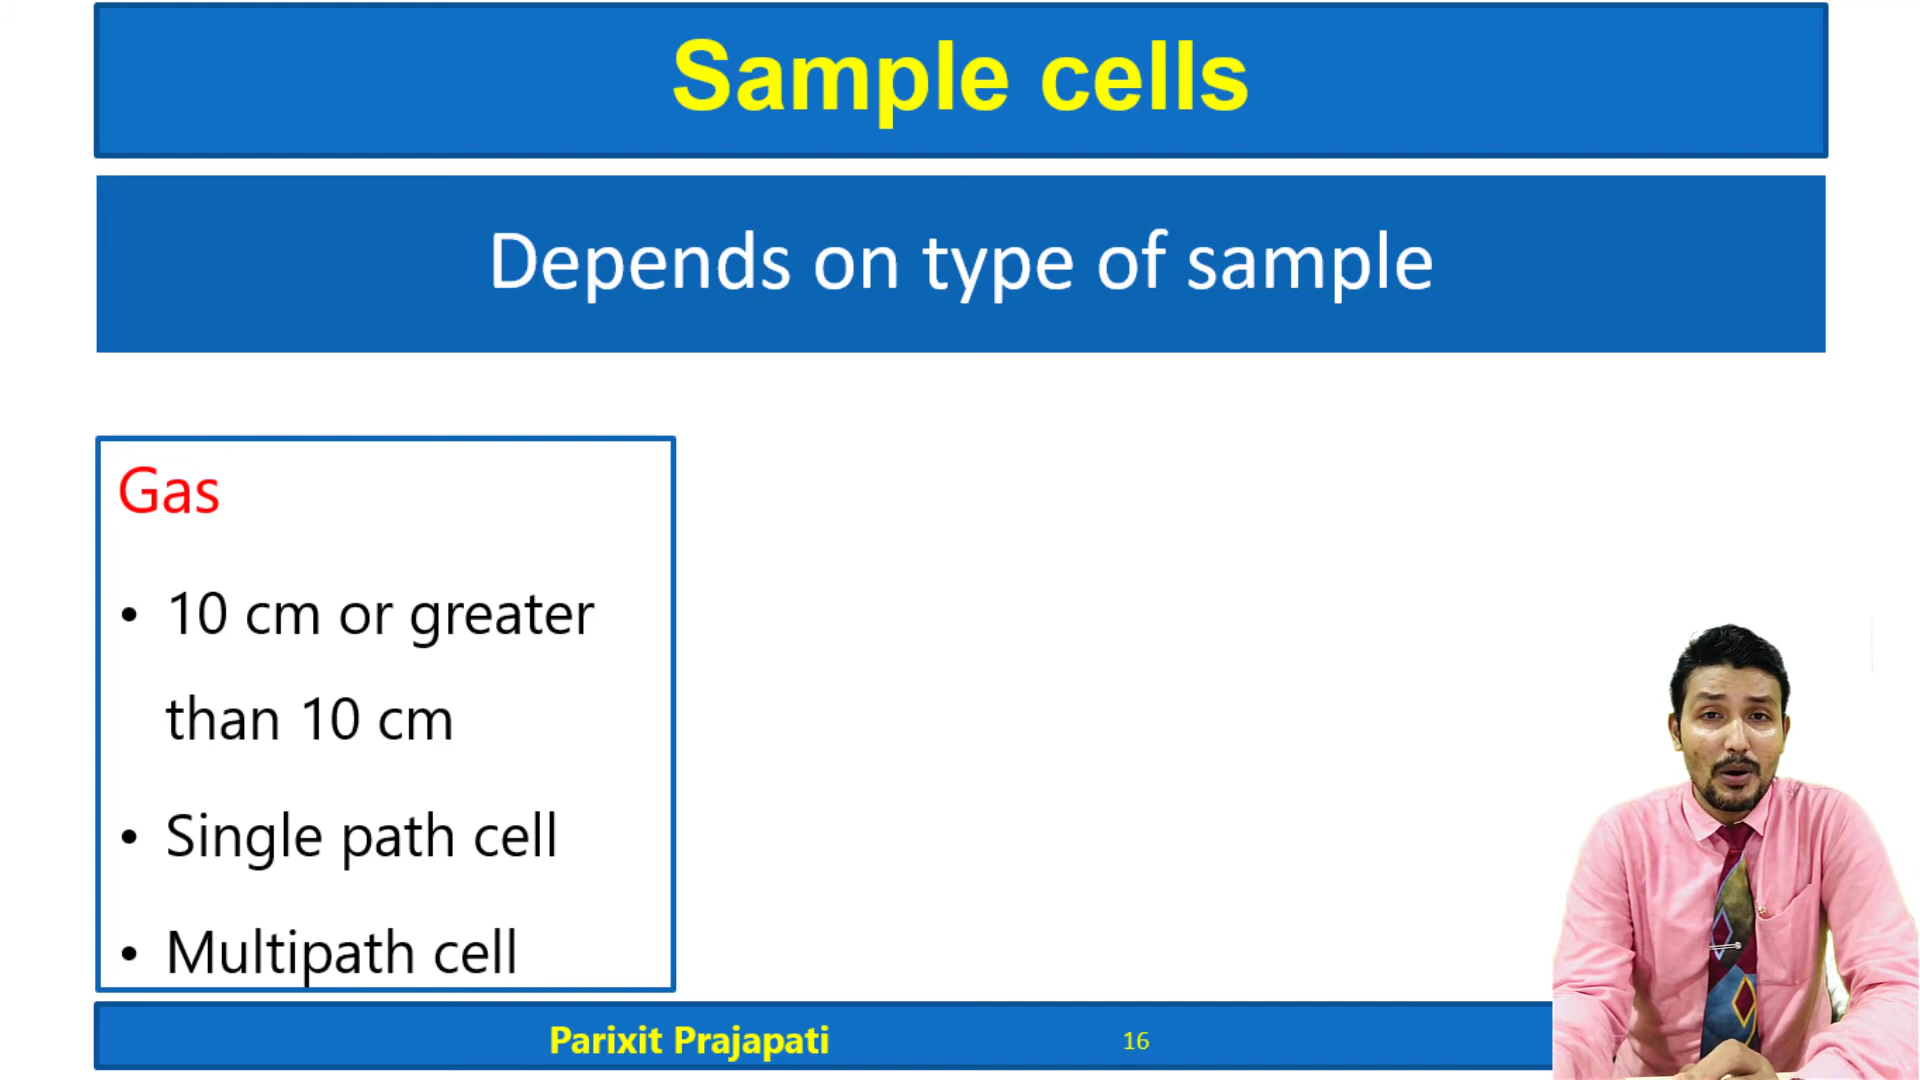 Sample cells
Depends on type of sample
Gas
• 10 cm or greater
than 10 cm
• Single path cell
• Multipath cell
Parixit Prajapati 16